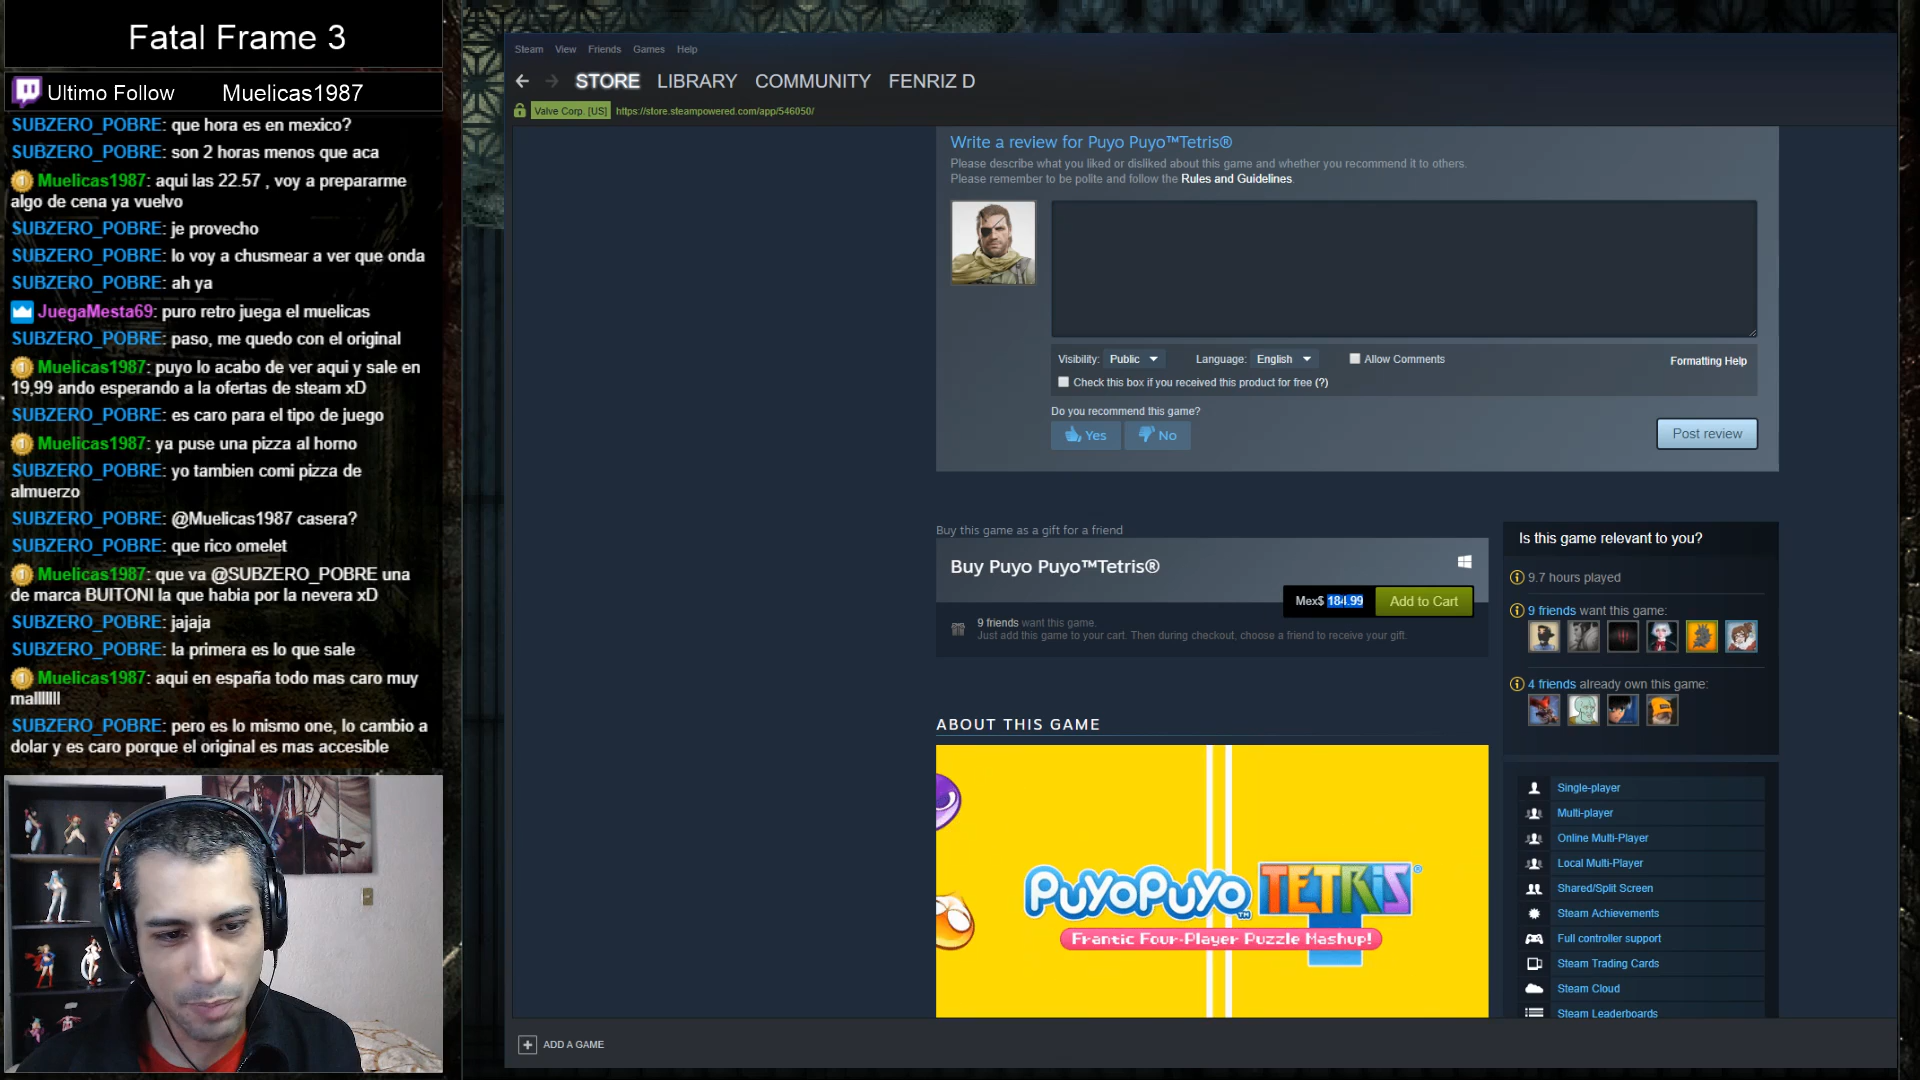 Fatal Frame 3
Ultimo Follow Muelicas1987
SUBZERO_POBRE: que hora es en mexico?
SUBZERO_POBRE: son 2 horas menos que aca
Muelicas1987: aqui las 22.57 , voy a prepararme
algo de cena ya vuelvo
SUBZERO_POBRE: je provecho
SUBZERO_POBRE: lo voy a chusmear a ver que onda
SUBZERO_POBRE: ah ya
JuegaMesta69: puro retro juega el muelicas
SUBZERO_POBRE: paso, me quedo con el original
Muelicas1987: puyo lo acabo de ver aqui y sale en
19,99 ando esperando a la ofertas de steam xD
SUBZERO_POBRE: es caro para el tipo de juego
Muelicas1987: ya puse una pizza al horno
SUBZERO_POBRE: yo tambien comi pizza de
almuerzo
SUBZERO_POBRE: @Muelicas1987 casera?
SUBZERO_POBRE: que rico omelet
Muelicas1987: que va @SUBZERO_POBRE una
de marca BUITONI la que habia por la nevera xD
SUBZERO_POBRE: jajaja
SUBZERO_POBRE: la primera es lo que sale
Muelicas1987: aqui en españa todo mas caro muy
malllllll
SUBZERO_POBRE: pero es lo mismo one, lo cambio a
dolar y es caro porque el original es mas accesible
Steam View Friends Games Help
STORE LIBRARY COMMUNITY FENRIZ D
Valve Corp. [US] https://store.steampowered.com/app/546050/
Write a review for Puyo Puyo™Tetris®
Please describe what you liked or disliked about this game and whether you recommend it to others.
Please remember to be polite and follow the Rules and Guidelines.
Visibility: Public Language: English Allow Comments Formatting Help
Check this box if you received this product for free (?)
Do you recommend this game?
Yes No Post review
Buy this game as a gift for a friend
Buy Puyo Puyo™Tetris®
Mex$ 184.99 Add to Cart
9 friends want this game.
Just add this game to your cart. Then during checkout, choose a friend to receive your gift.
ABOUT THIS GAME
PuyoPuyo™ TETRIS®
Frantic Four-Player Puzzle Mashup!
Is this game relevant to you?
9.7 hours played
9 friends want this game:
4 friends already own this game:
Single-player
Multi-player
Online Multi-Player
Local Multi-Player
Shared/Split Screen
Steam Achievements
Full controller support
Steam Trading Cards
Steam Cloud
Steam Leaderboards
ADD A GAME